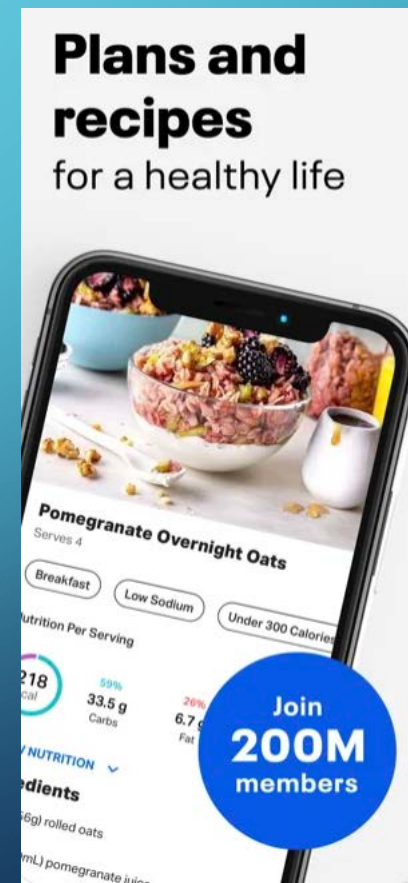 Plans and
recipes
for a healthy life
Pomegranate Overnight Oats
Serves 4
Breakfast
Low Sodium
Under 300 Calories
Nutrition Per Serving
218
cal
59%
33.5 g
Carbs
26%
6.7 g
Fat
NUTRITION
edients
6g) rolled oats
mL) pomegranate juice
Join
200M
members